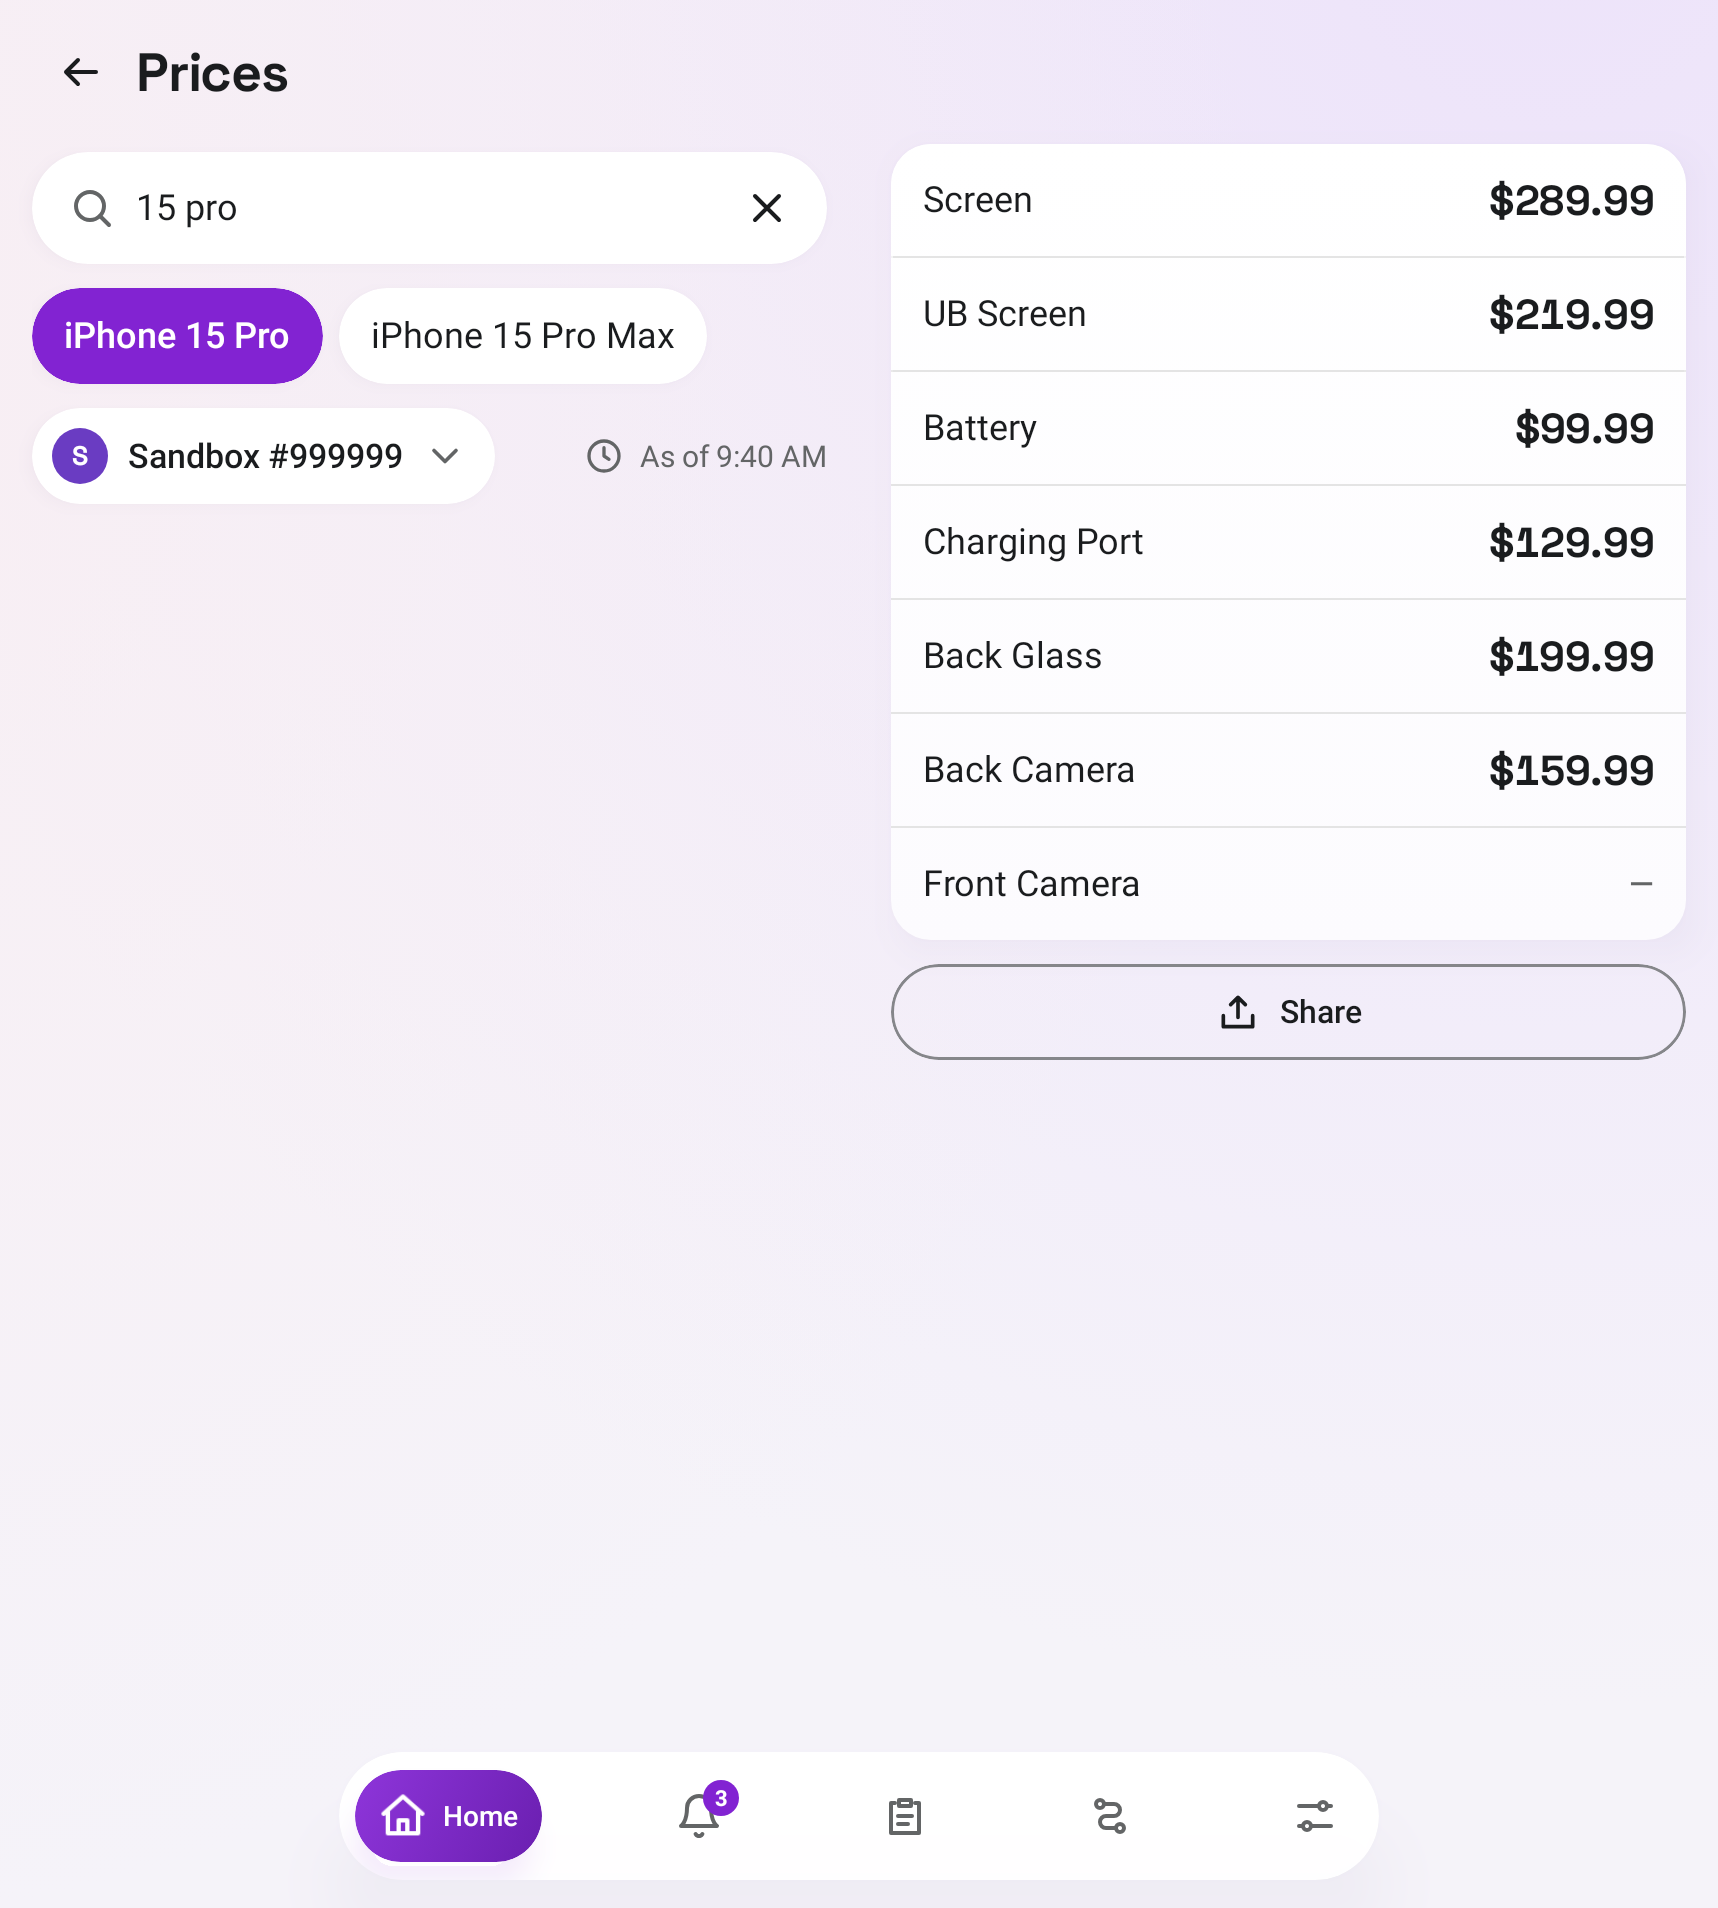 Prices
15 pro
iPhone 15 Pro
iPhone 15 Pro Max
S
Sandbox #999999
As of 9:40 AM
Screen $289.99
UB Screen $219.99
Battery $99.99
Charging Port $129.99
Back Glass $199.99
Back Camera $159.99
Front Camera –
Share
Home
3